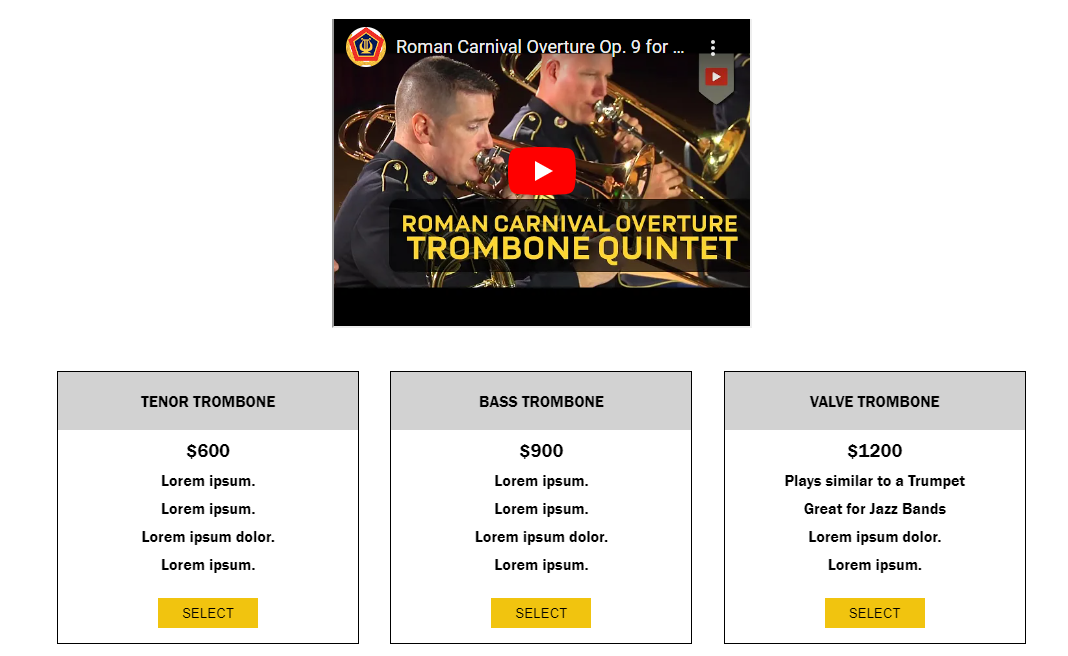 Roman Carnival Overture Op. 9 for ...
ROMAN CARNIVAL OVERTURE
TROMBONE QUINTET
TENOR TROMBONE
$600
Lorem ipsum.
Lorem ipsum.
Lorem ipsum dolor.
Lorem ipsum.
SELECT
BASS TROMBONE
$900
Lorem ipsum.
Lorem ipsum.
Lorem ipsum dolor.
Lorem ipsum.
SELECT
VALVE TROMBONE
$1200
Plays similar to a Trumpet
Great for Jazz Bands
Lorem ipsum dolor.
Lorem ipsum.
SELECT